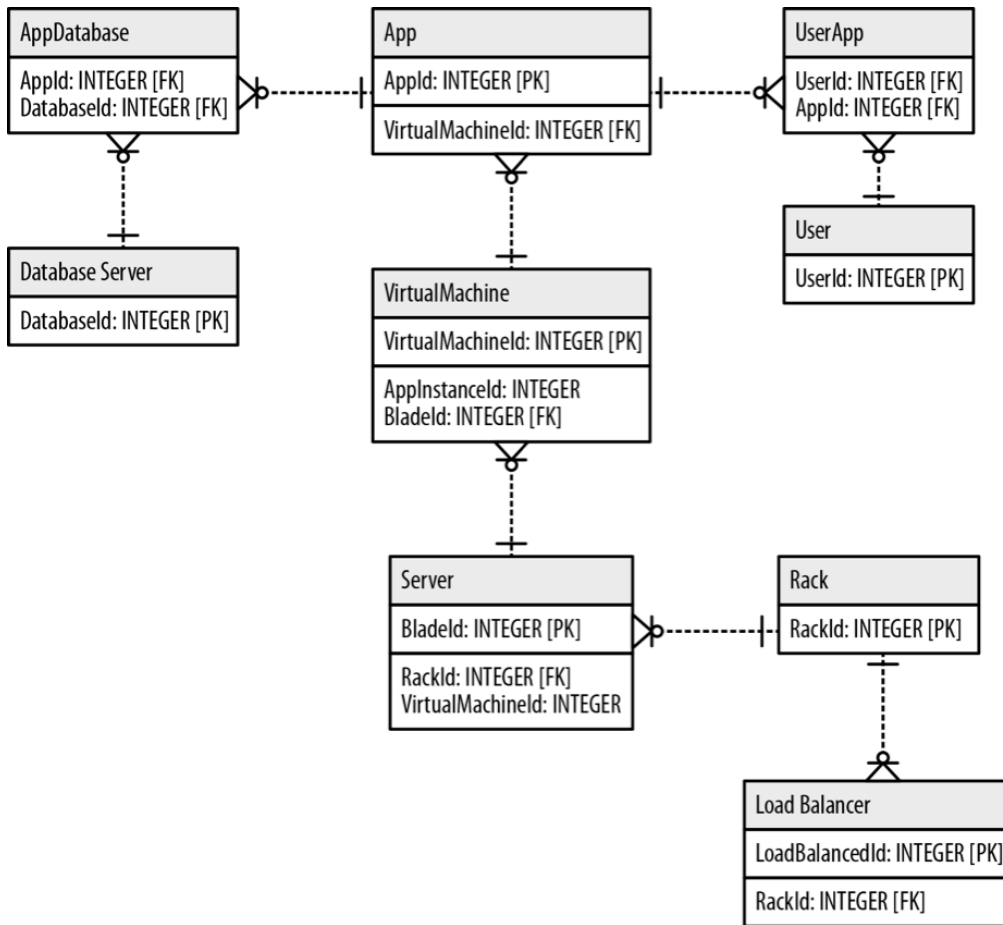 AppDatabase
AppId: INTEGER [FK]
DatabaseId: INTEGER [FK]
App
AppId: INTEGER [PK]
VirtualMachineId: INTEGER [FK]
UserApp
UserId: INTEGER [FK]
AppId: INTEGER [FK]
User
UserId: INTEGER [PK]
Database Server
DatabaseId: INTEGER [PK]
VirtualMachine
VirtualMachineId: INTEGER [PK]
AppInstanceId: INTEGER
BladeId: INTEGER [FK]
Server
BladeId: INTEGER [PK]
RackId: INTEGER [FK]
VirtualMachineId: INTEGER
Rack
RackId: INTEGER [PK]
Load Balancer
LoadBalancedId: INTEGER [PK]
RackId: INTEGER [FK]